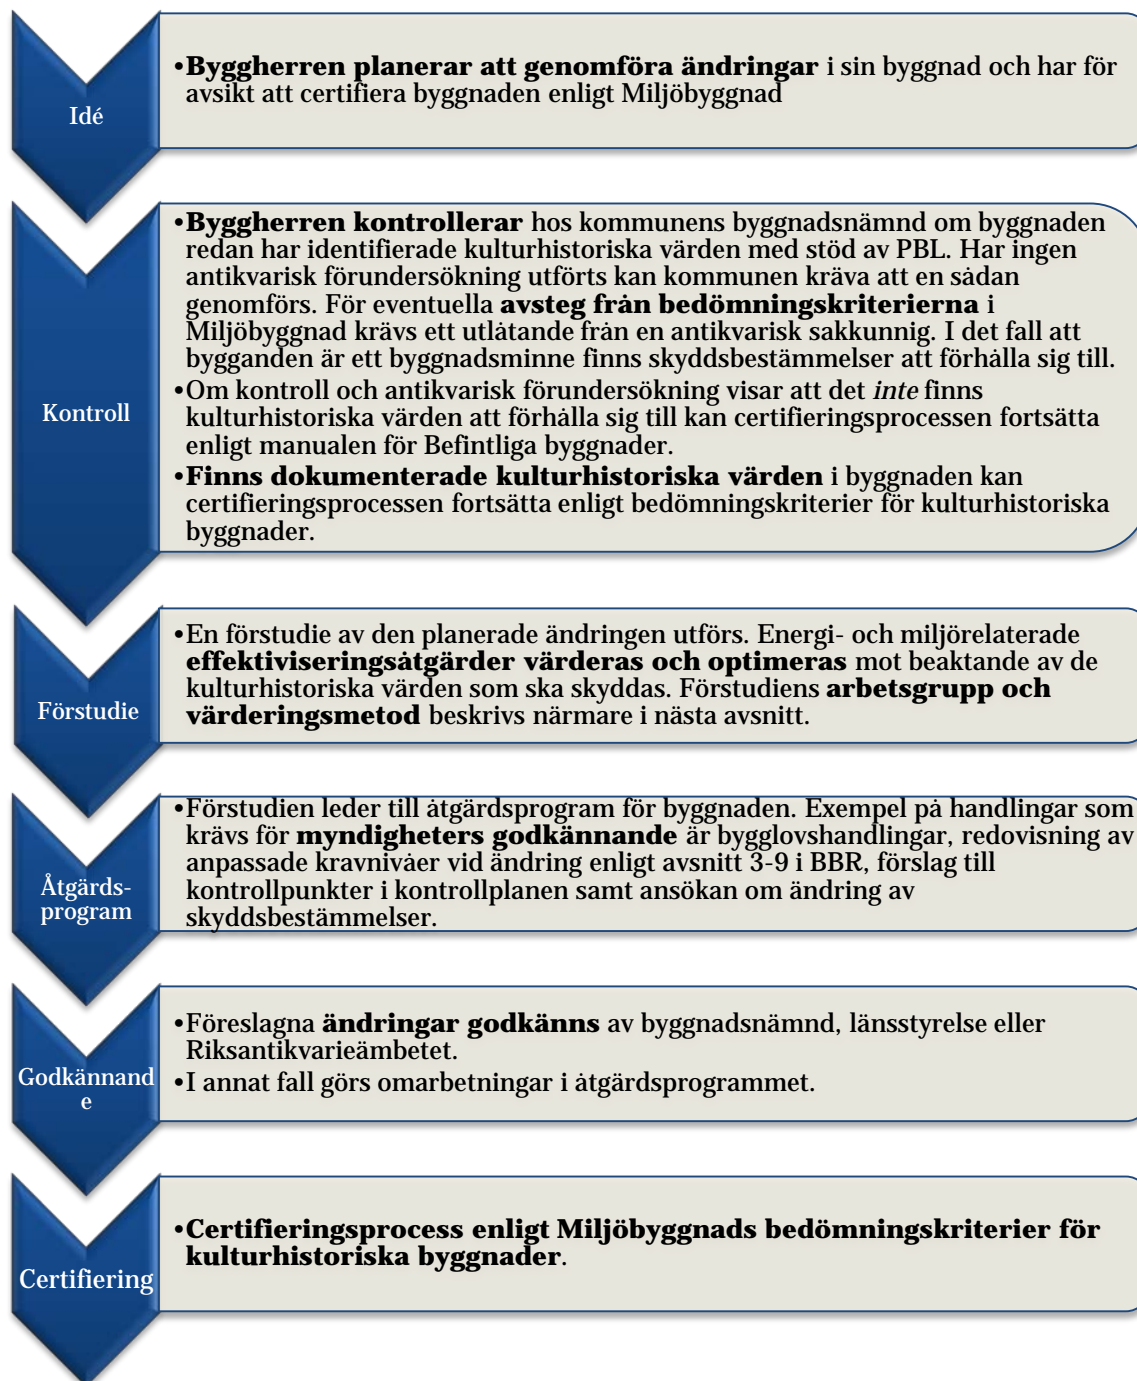 Idé
•Byggherren planerar att genomföra ändringar i sin byggnad och har för
avsikt att certifiera byggnaden enligt Miljöbyggnad
Kontroll
•Byggherren kontrollerar hos kommunens byggnadsnämnd om byggnaden
redan har identifierade kulturhistoriska värden med stöd av PBL. Har ingen
antikvarisk förundersökning utförts kan kommunen kräva att en sådan
genomförs. För eventuella avsteg från bedömningskriterierna i
Miljöbyggnad krävs ett utlåtande från en antikvarisk sakkunnig. I det fall att
bygganden är ett byggnadsminne finns skyddsbestämmelser att förhålla sig till.
•Om kontroll och antikvarisk förundersökning visar att det inte finns
kulturhistoriska värden att förhålla sig till kan certifieringsprocessen fortsätta
enligt manualen för Befintliga byggnader.
•Finns dokumenterade kulturhistoriska värden i byggnaden kan
certifieringsprocessen fortsätta enligt bedömningskriterier för kulturhistoriska
byggnader.
Förstudie
•En förstudie av den planerade ändringen utförs. Energi- och miljörelaterade
effektiviseringsåtgärder värderas och optimeras mot beaktande av de
kulturhistoriska värden som ska skyddas. Förstudiens arbetsgrupp och
värderingsmetod beskrivs närmare i nästa avsnitt.
Åtgärds-
program
•Förstudien leder till åtgärdsprogram för byggnaden. Exempel på handlingar som
krävs för myndigheters godkännande är bygglovshandlingar, redovisning av
anpassade kravnivåer vid ändring enligt avsnitt 3-9 i BBR, förslag till
kontrollpunkter i kontrollplanen samt ansökan om ändring av
skyddsbestämmelser.
Godkännand
e
•Föreslagna ändringar godkänns av byggnadsnämnd, länsstyrelse eller
Riksantikvarieämbetet.
•I annat fall görs omarbetningar i åtgärdsprogrammet.
Certifiering
•Certifieringsprocess enligt Miljöbyggnads bedömningskriterier för
kulturhistoriska byggnader.